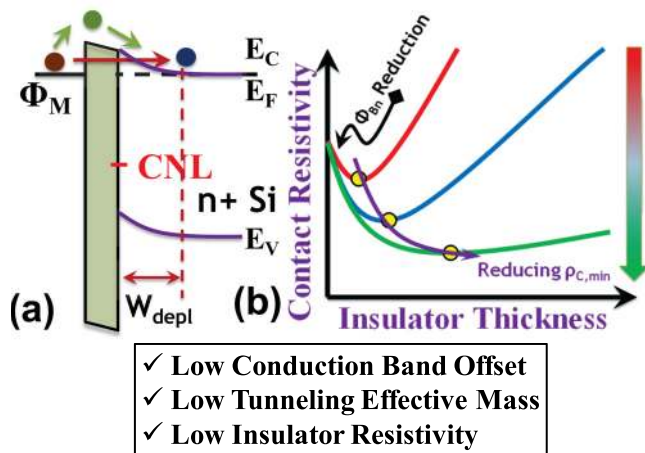 E_C
Φ_M
E_F
CNL
n+ Si
E_V
W_depl
(a)
Contact Resistivity
Φ_Bn Reduction
Reducing ρ_C,min
(b)
Insulator Thickness
✓ Low Conduction Band Offset
✓ Low Tunneling Effective Mass
✓ Low Insulator Resistivity